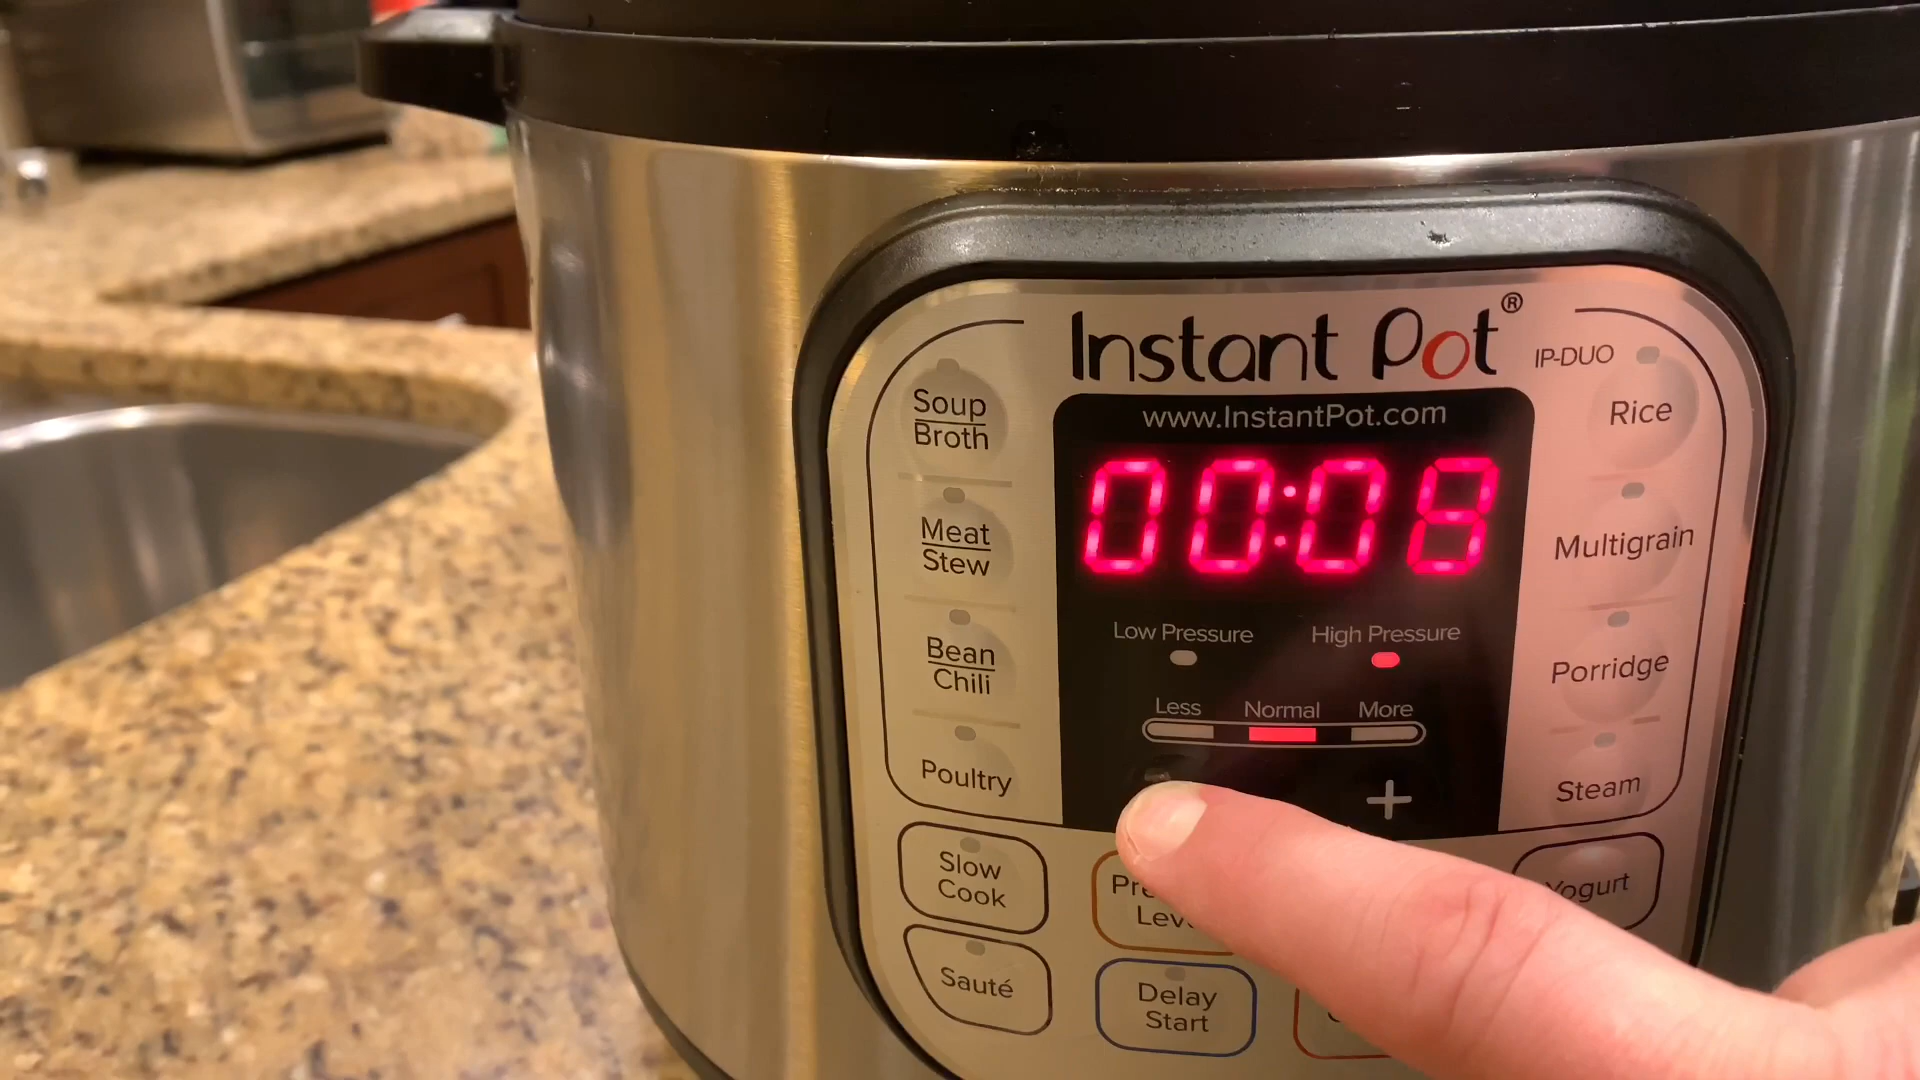 Instant Pot®
IP-DUO
www.InstantPot.com
00:08
Low Pressure
High Pressure
Less
Normal
More
+
Soup
Broth
Meat
Stew
Bean
Chili
Poultry
Slow
Cook
Sauté
Delay
Start
Rice
Multigrain
Porridge
Steam
Yogurt